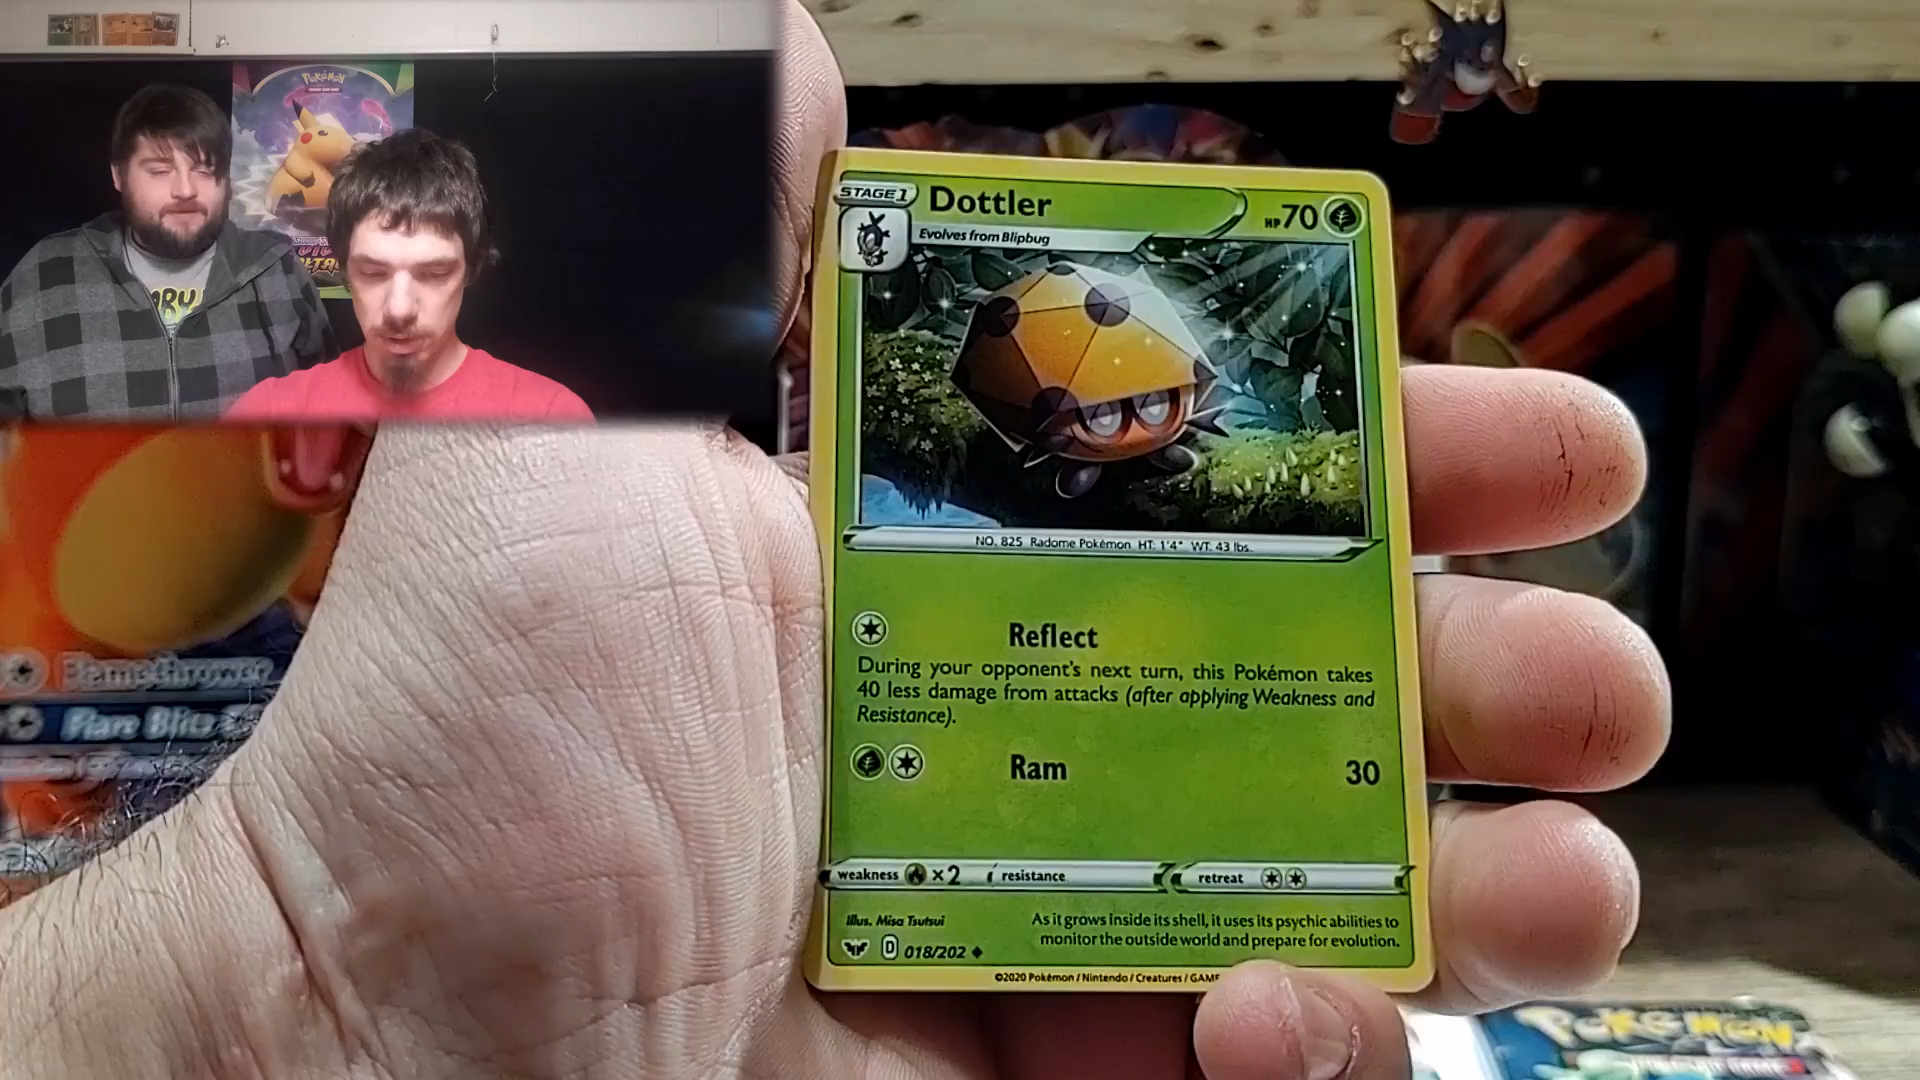 POKÉMON
STAGE 1
Dottler
HP 70
Evolves from Blipbug
NO. 825 Radome Pokémon HT: 1'4" WT: 43 lbs.
Reflect
During your opponent's next turn, this Pokémon takes
40 less damage from attacks (after applying Weakness and
Resistance).
Ram 30
weakness ×2 resistance retreat
Illus. Misa Tsutsui
As it grows inside its shell, it uses its psychic abilities to
monitor the outside world and prepare for evolution.
D 018/202
©2020 Pokémon / Nintendo / Creatures / GAME
Flare Blitz
POKÉMON